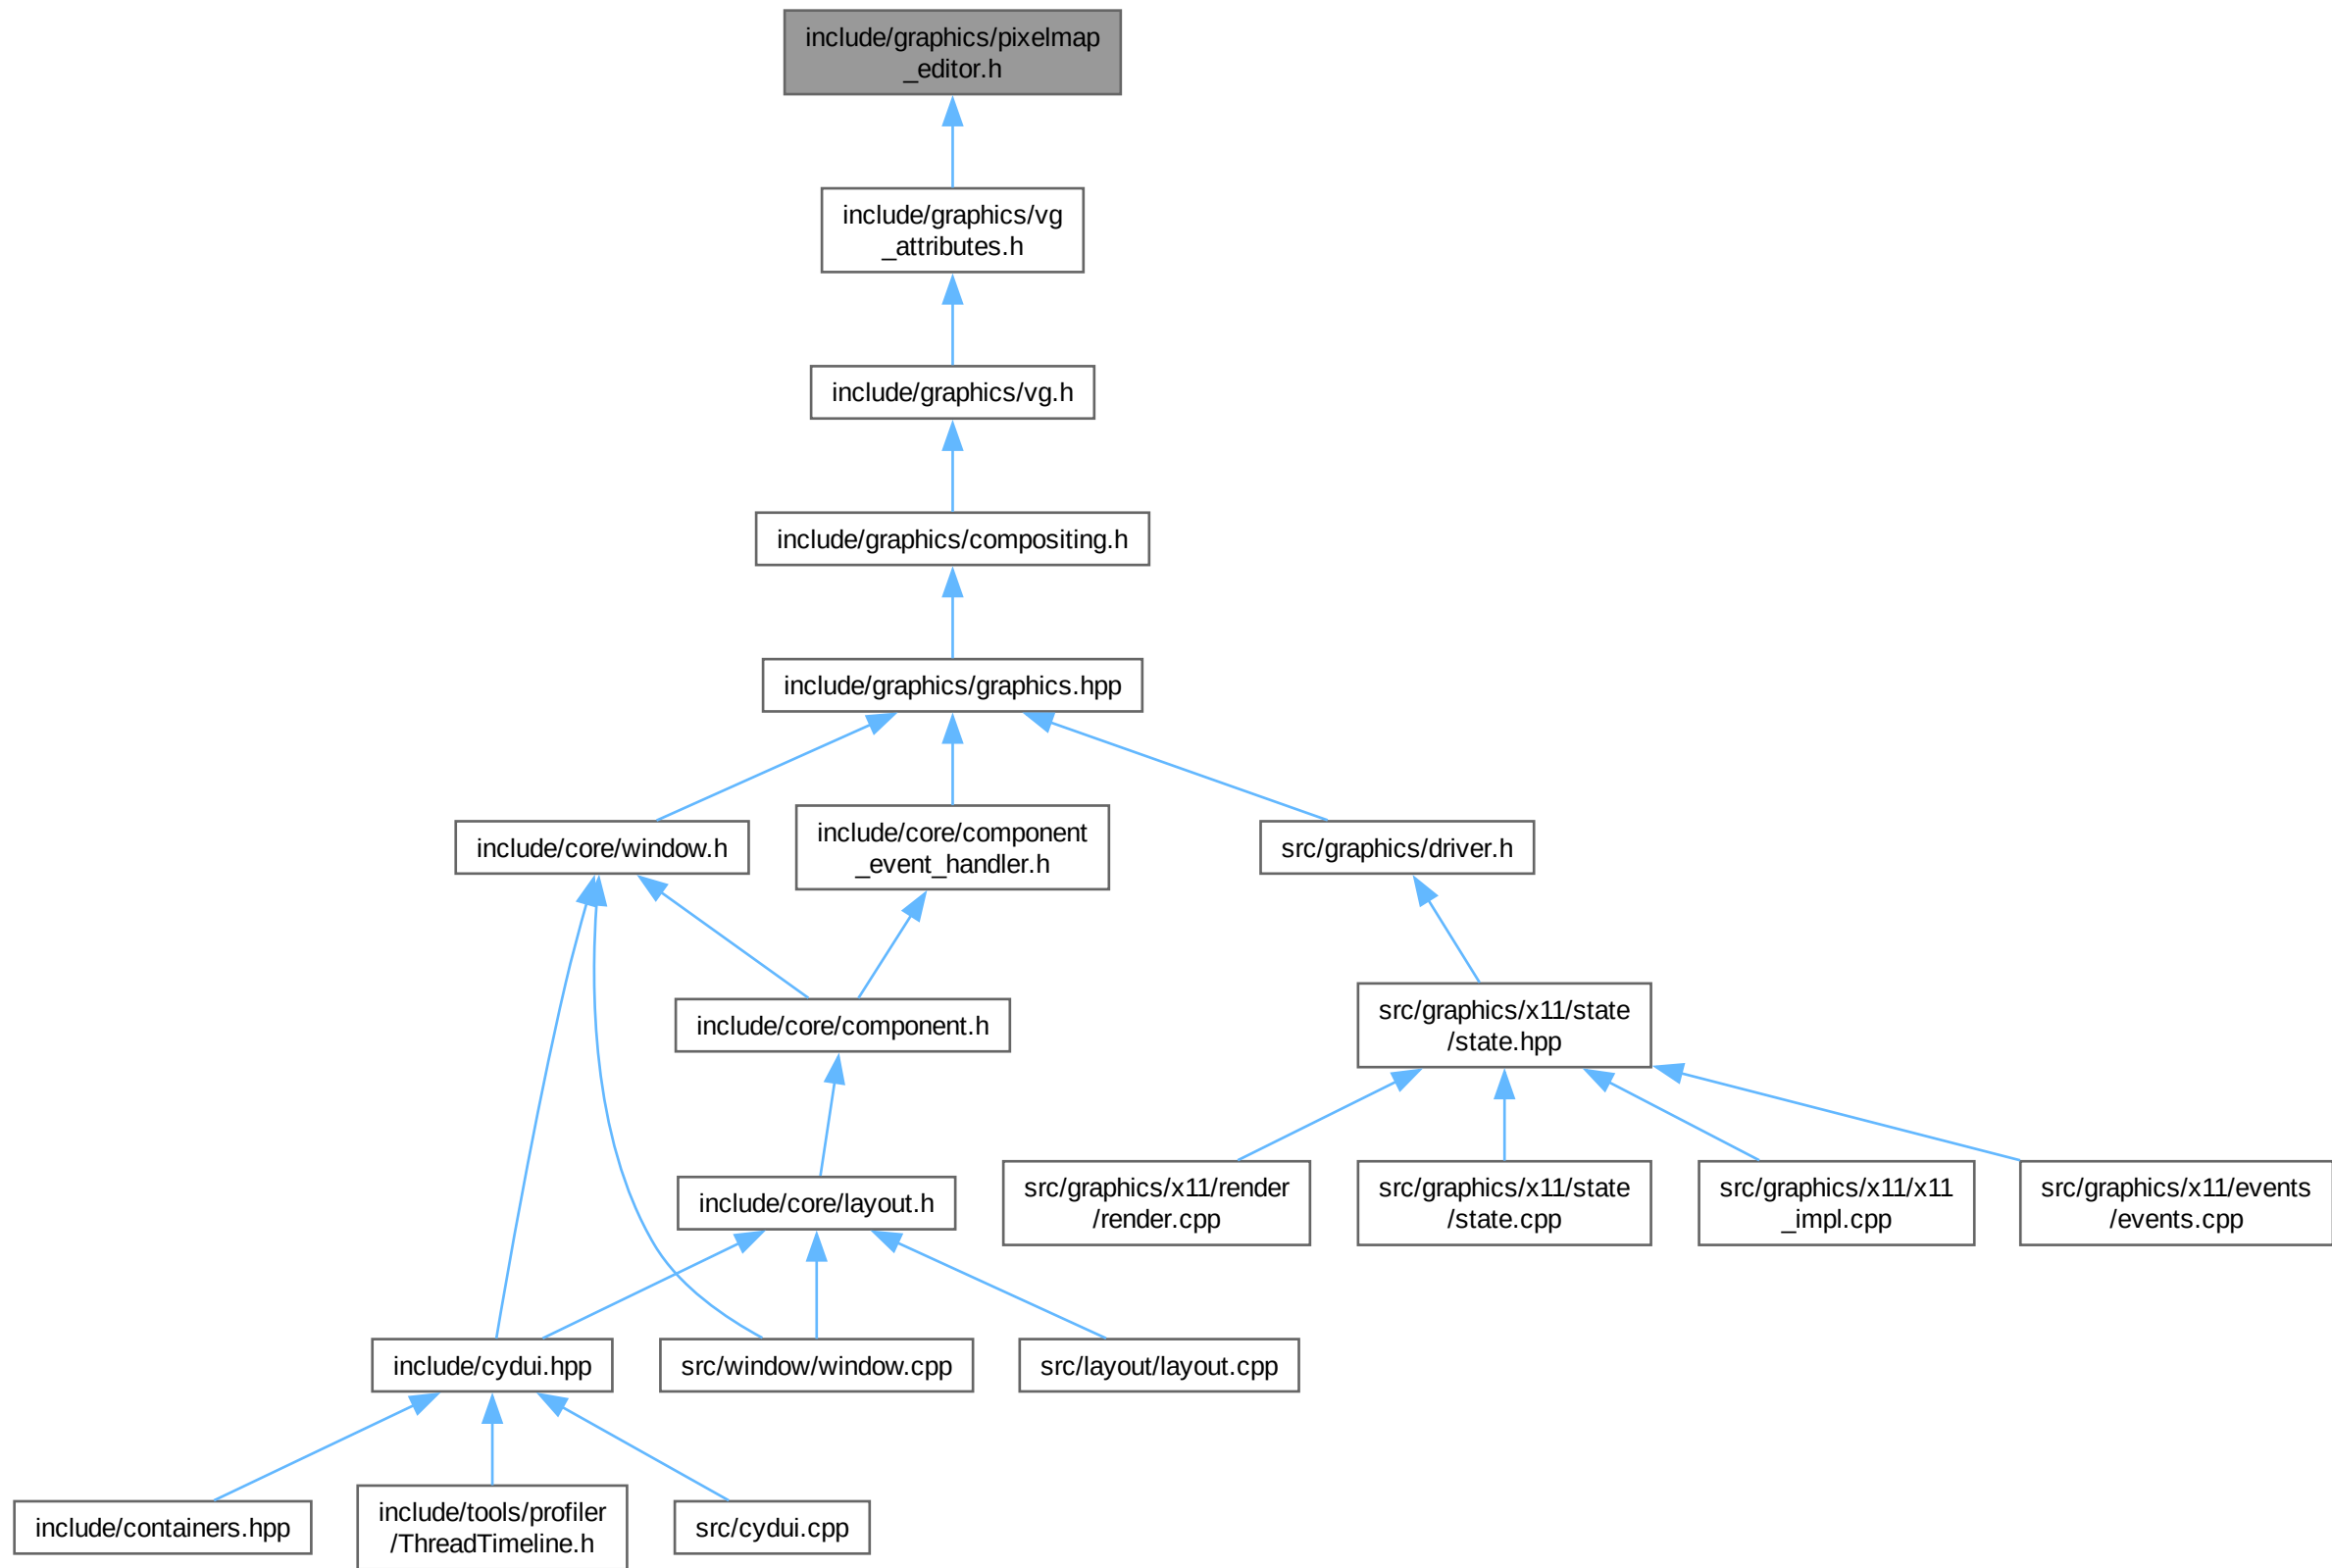 include/graphics/pixelmap
_editor.h
include/graphics/vg
_attributes.h
include/graphics/vg.h
include/graphics/compositing.h
include/graphics/graphics.hpp
include/core/window.h
include/core/component
_event_handler.h
src/graphics/driver.h
include/core/component.h
src/graphics/x11/state
/state.hpp
include/core/layout.h
src/graphics/x11/render
/render.cpp
src/graphics/x11/state
/state.cpp
src/graphics/x11/x11
_impl.cpp
src/graphics/x11/events
/events.cpp
include/cydui.hpp
src/window/window.cpp
src/layout/layout.cpp
include/containers.hpp
include/tools/profiler
/ThreadTimeline.h
src/cydui.cpp